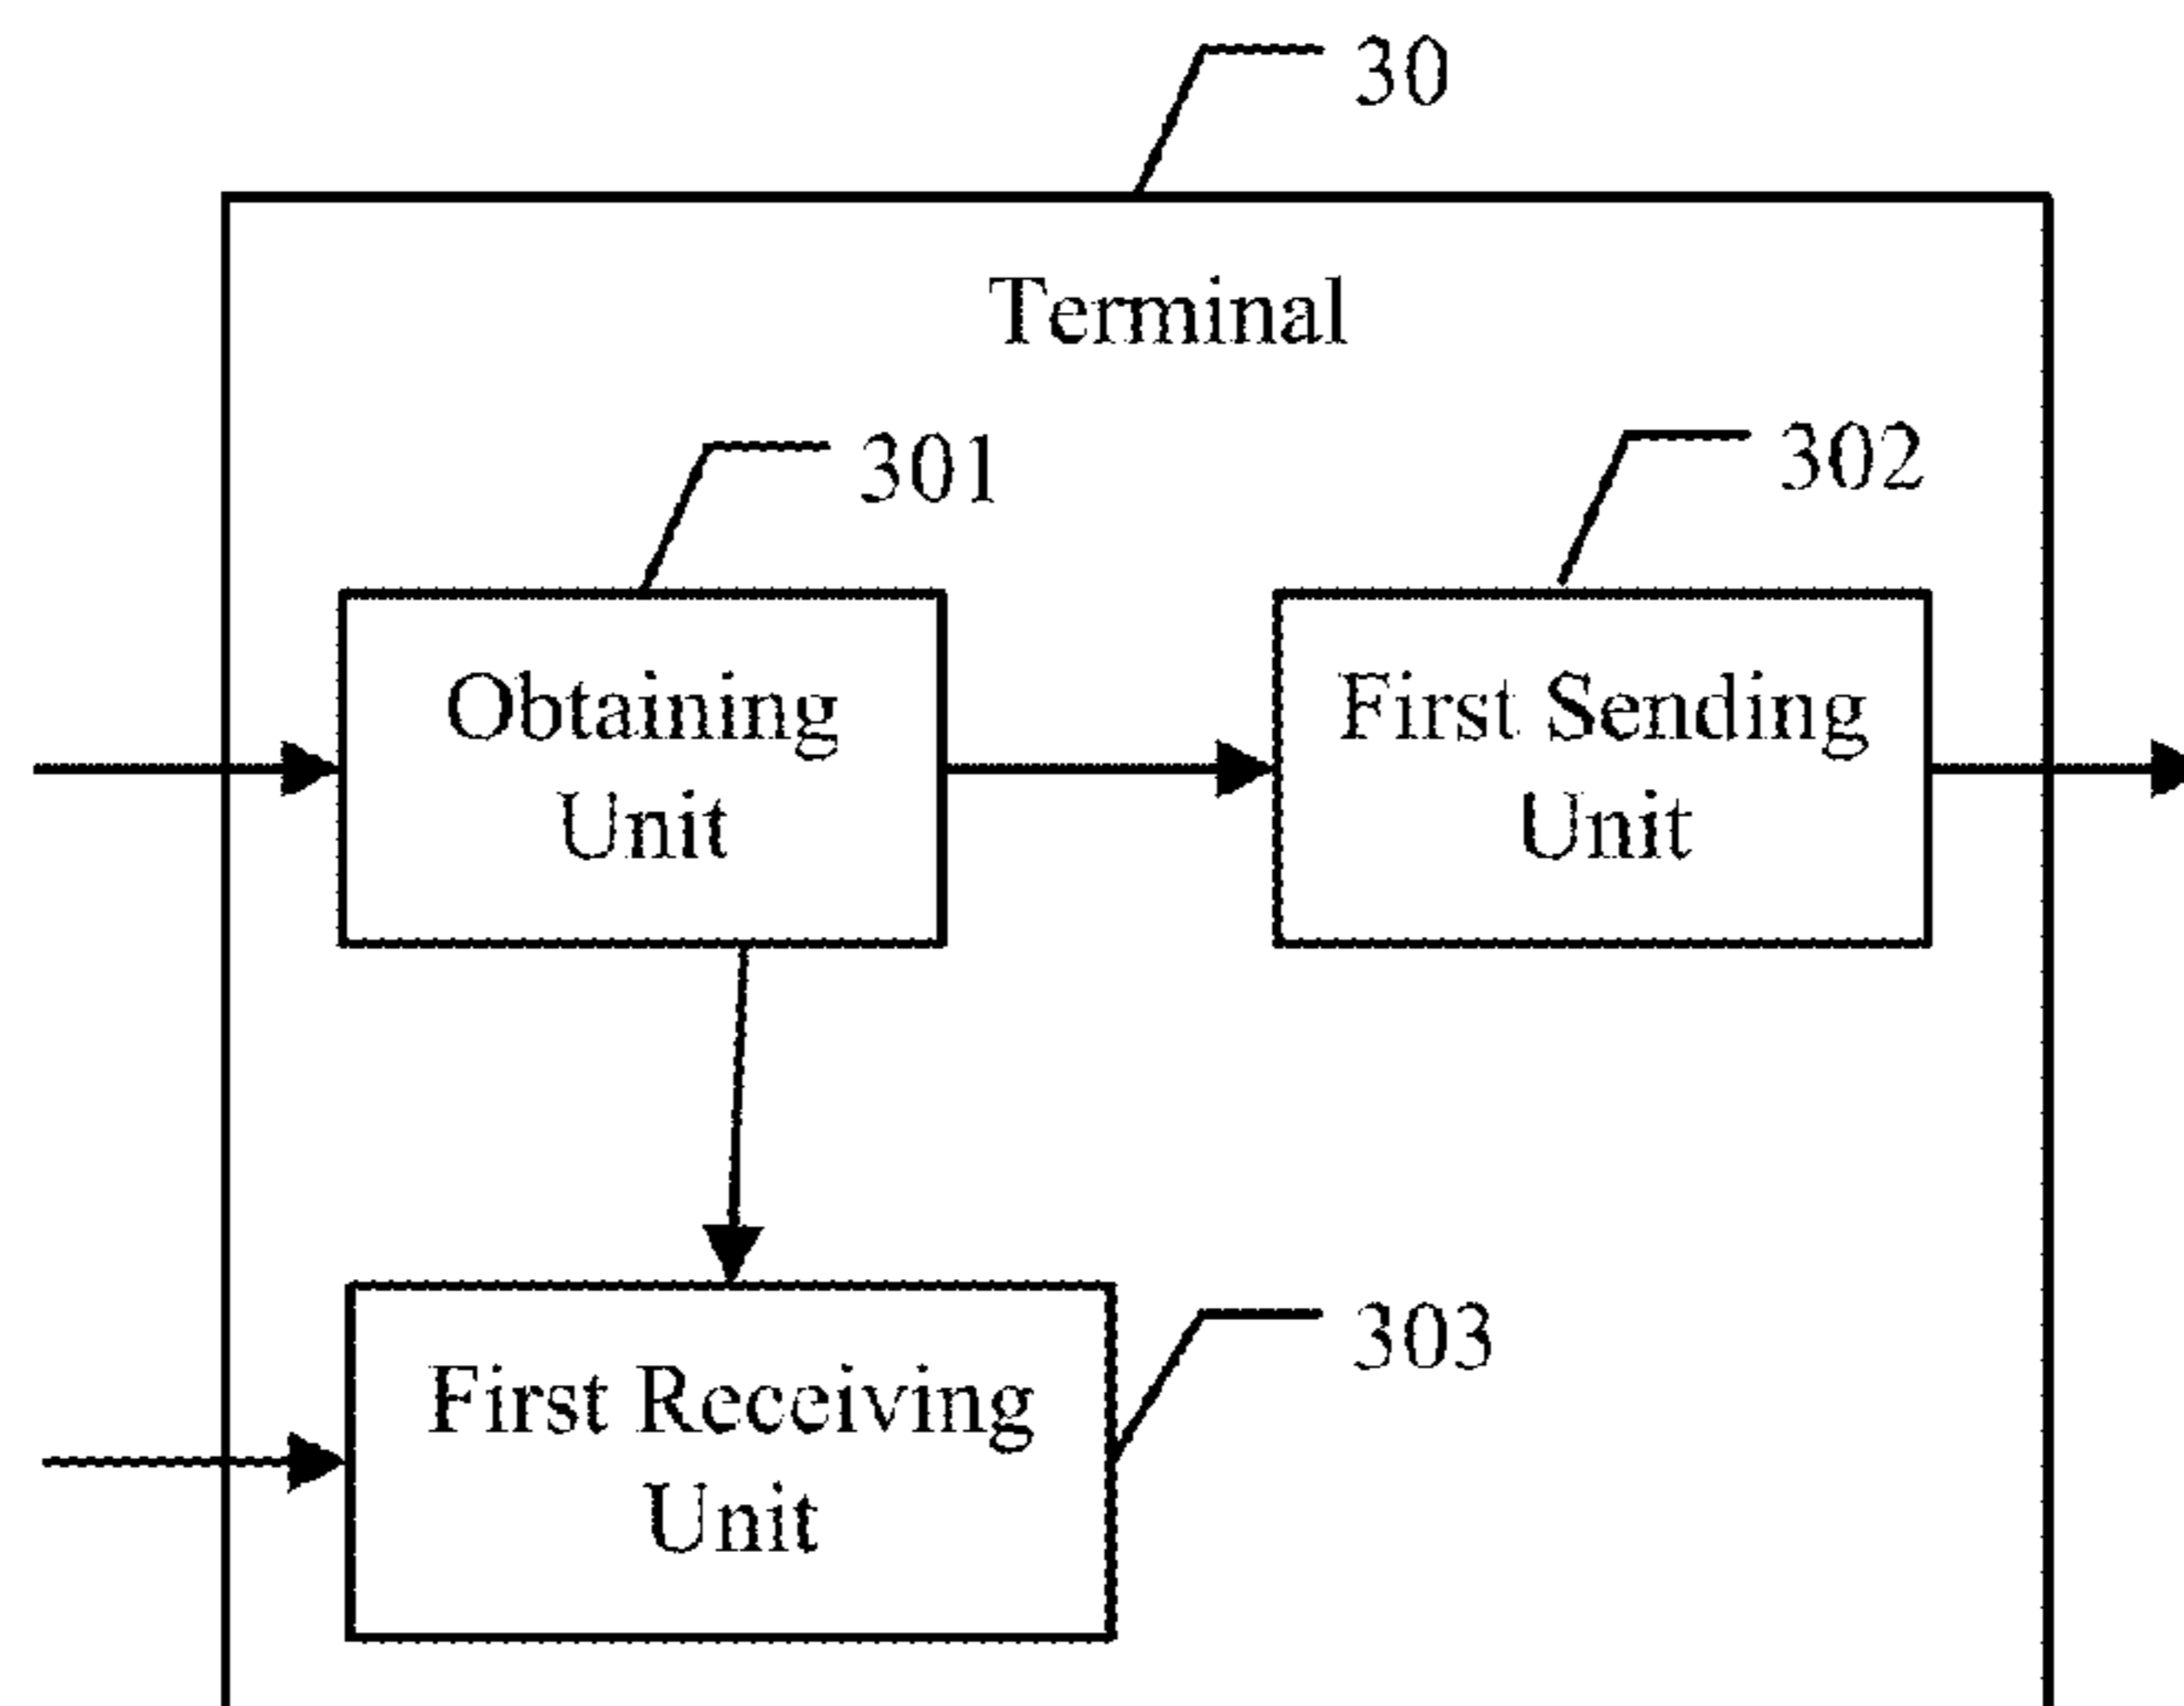 30
Terminal
301
302
Obtaining
Unit
First Sending
Unit
303
First Receiving
Unit